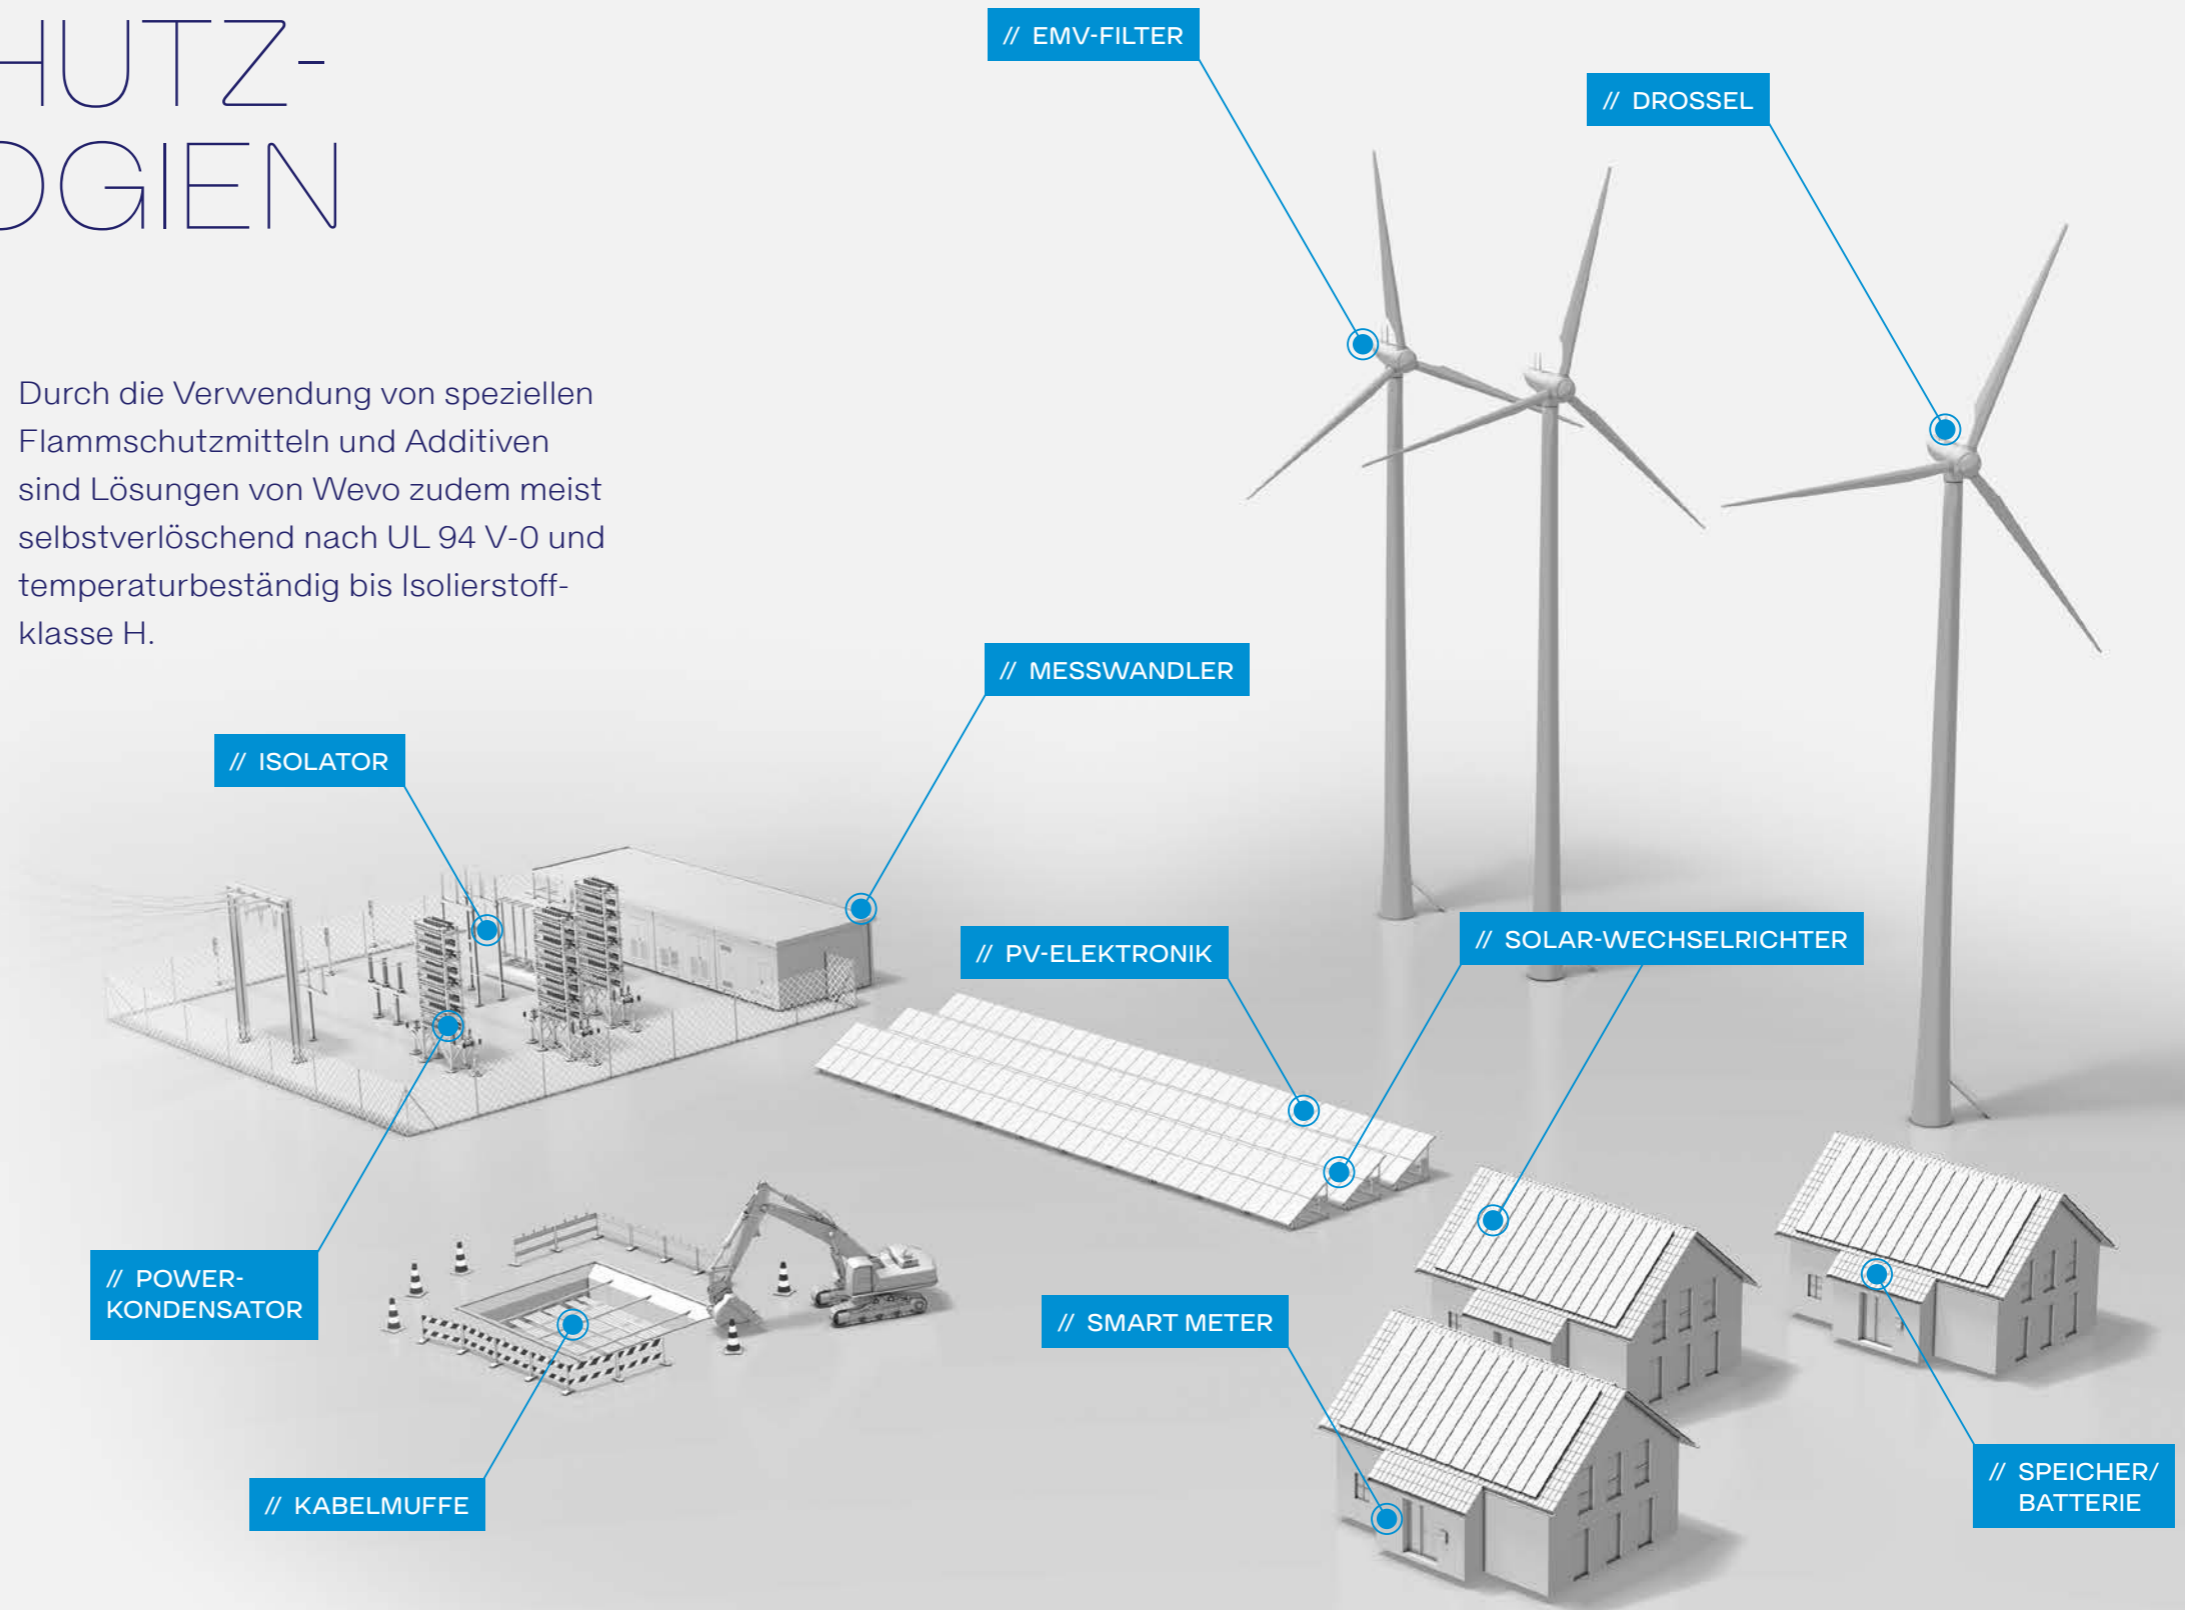 HUTZ-
OGIEN
Durch die Verwendung von speziellen
Flammschutzmitteln und Additiven
sind Lösungen von Wevo zudem meist
selbstverlöschend nach UL 94 V-0 und
temperaturbeständig bis Isolierstoff-
klasse H.
// EMV-FILTER
// DROSSEL
// MESSWANDLER
// ISOLATOR
// PV-ELEKTRONIK
// SOLAR-WECHSELRICHTER
// POWER-
KONDENSATOR
// SMART METER
// KABELMUFFE
// SPEICHER/
BATTERIE